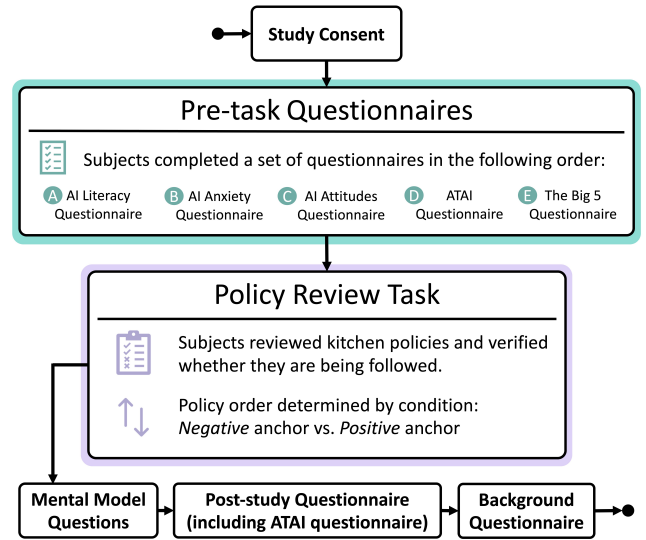 Study Consent
Pre-task Questionnaires
Subjects completed a set of questionnaires in the following order:
A AI Literacy Questionnaire
B AI Anxiety Questionnaire
C AI Attitudes Questionnaire
D ATAI Questionnaire
E The Big 5 Questionnaire
Policy Review Task
Subjects reviewed kitchen policies and verified
whether they are being followed.
Policy order determined by condition:
Negative anchor vs. Positive anchor
Mental Model
Questions
Post-study Questionnaire
(including ATAI questionnaire)
Background
Questionnaire